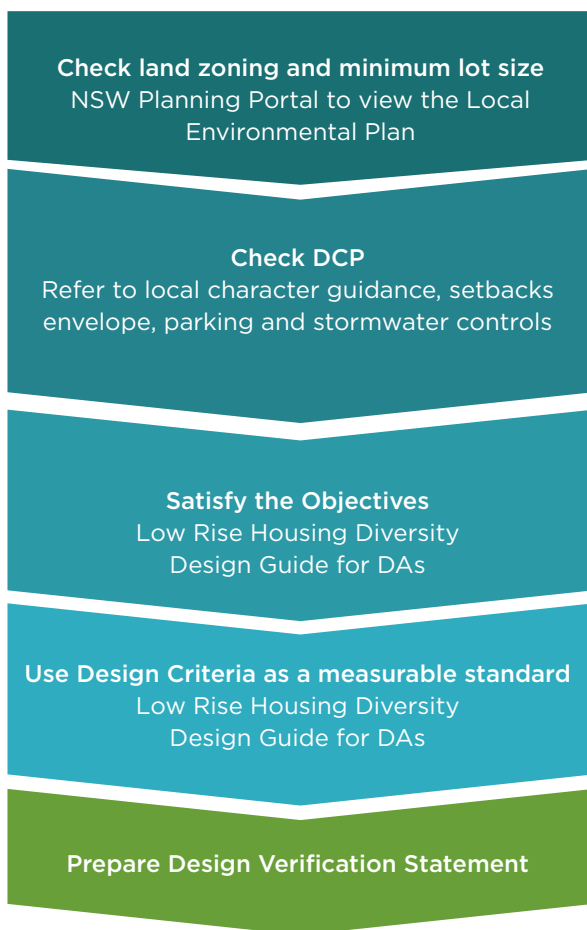 Check land zoning and minimum lot size
NSW Planning Portal to view the Local
Environmental Plan
Check DCP
Refer to local character guidance, setbacks
envelope, parking and stormwater controls
Satisfy the Objectives
Low Rise Housing Diversity
Design Guide for DAs
Use Design Criteria as a measurable standard
Low Rise Housing Diversity
Design Guide for DAs
Prepare Design Verification Statement